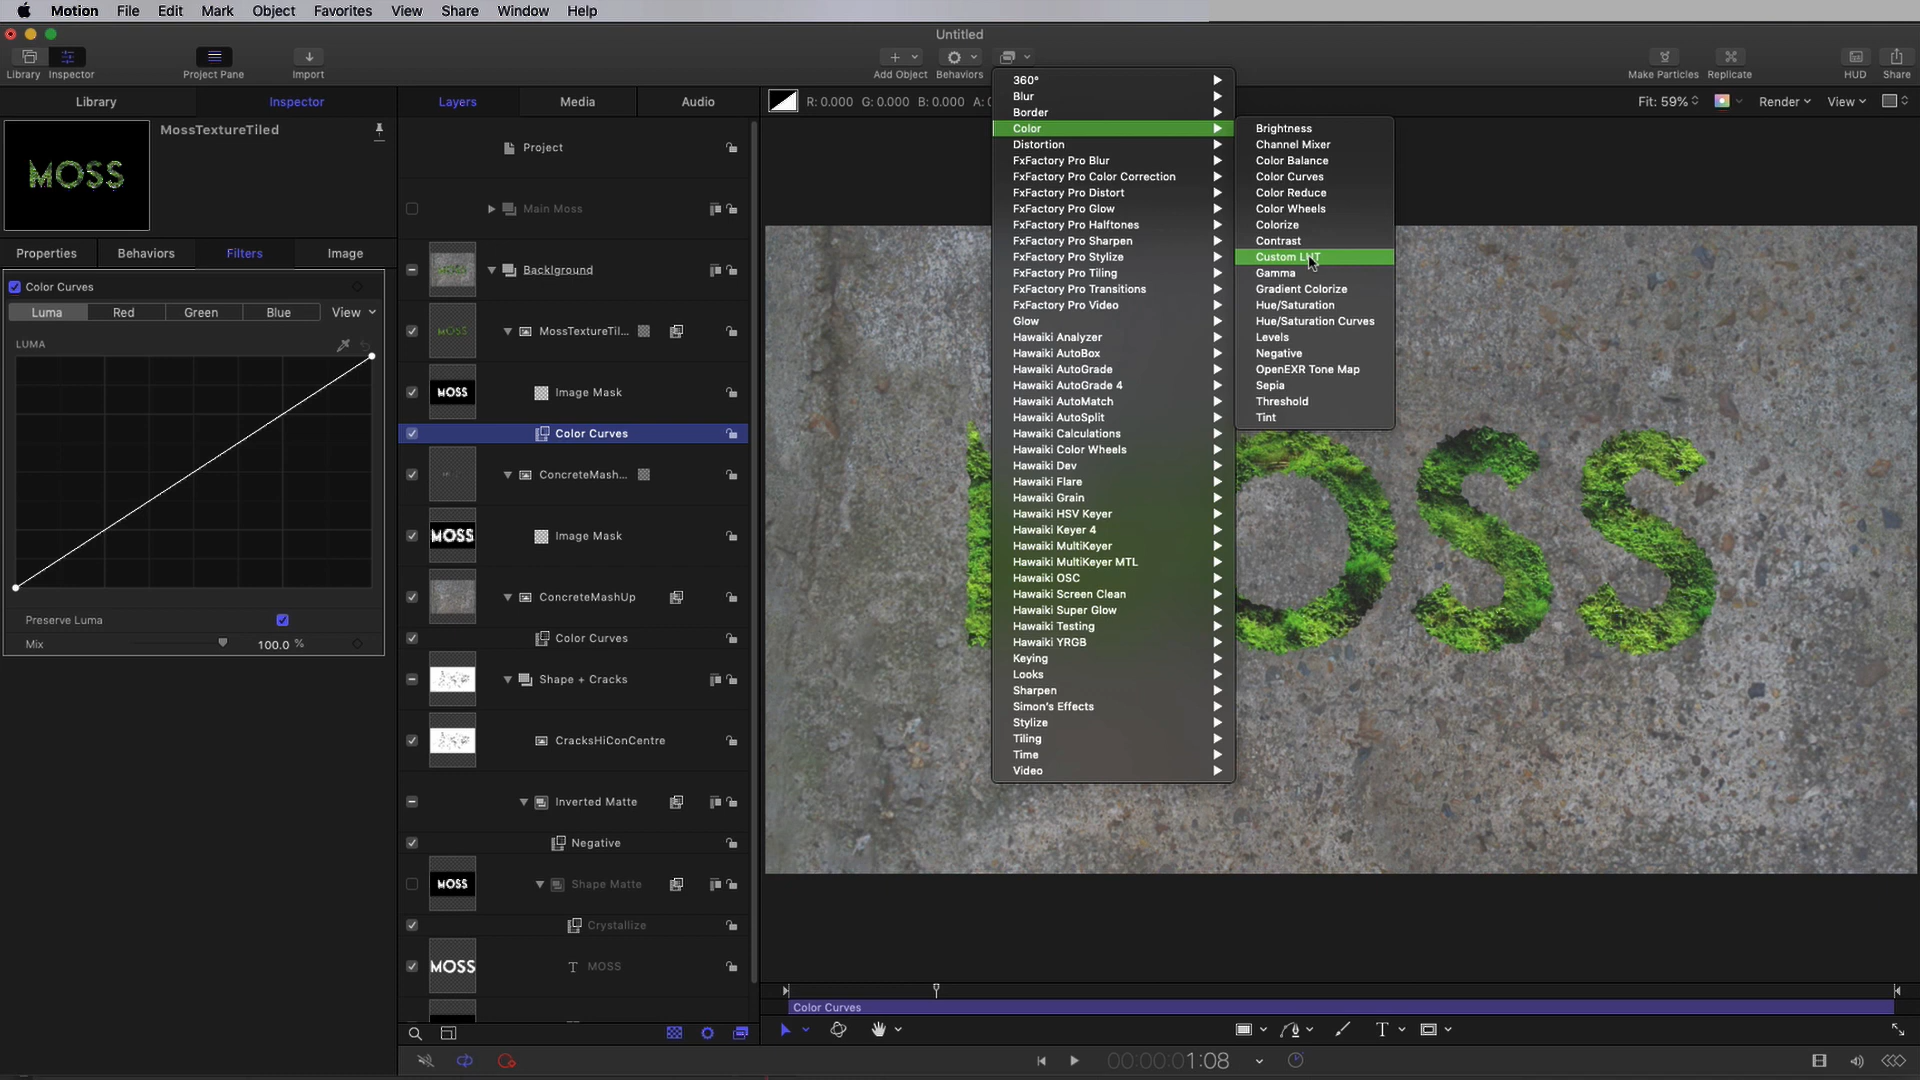 Motion File Edit Mark Object Favorites View Share Window Help
Untitled
Library Inspector Project Pane Import Add Object Behaviors Make Particles Replicate HUD Share
Library Inspector Layers Media Audio R: 0.000 G: 0.000 B: 0.000 Fit: 59% Render View
MossTextureTiled
MOSS
Properties Behaviors Filters Image
Color Curves
Luma Red Green Blue View
LUMA
Preserve Luma
Mix 100.0 %
Project
Main Moss
Background
MossTextureTil...
MOSS Image Mask
Color Curves
ConcreteMash...
MOSS Image Mask
ConcreteMashUp
Color Curves
Shape + Cracks
CracksHiConCentre
Inverted Matte
Negative
MOSS Shape Matte
Crystallize
MOSS T MOSS
360°
Blur
Border
Color
Distortion
FxFactory Pro Blur
FxFactory Pro Color Correction
FxFactory Pro Distort
FxFactory Pro Glow
FxFactory Pro Halftones
FxFactory Pro Sharpen
FxFactory Pro Stylize
FxFactory Pro Tiling
FxFactory Pro Transitions
FxFactory Pro Video
Glow
Hawaiki Analyzer
Hawaiki AutoBox
Hawaiki AutoGrade
Hawaiki AutoGrade 4
Hawaiki AutoMatch
Hawaiki AutoSplit
Hawaiki Calculations
Hawaiki Color Wheels
Hawaiki Dev
Hawaiki Flare
Hawaiki Grain
Hawaiki HSV Keyer
Hawaiki Keyer 4
Hawaiki MultiKeyer
Hawaiki MultiKeyer MTL
Hawaiki OSC
Hawaiki Screen Clean
Hawaiki Super Glow
Hawaiki Testing
Hawaiki YRGB
Keying
Looks
Sharpen
Simon's Effects
Stylize
Tiling
Time
Video
Brightness
Channel Mixer
Color Balance
Color Curves
Color Reduce
Color Wheels
Colorize
Contrast
Custom LUT
Gamma
Gradient Colorize
Hue/Saturation
Hue/Saturation Curves
Levels
Negative
OpenEXR Tone Map
Sepia
Threshold
Tint
OSS
Color Curves
T
00:00:01:08